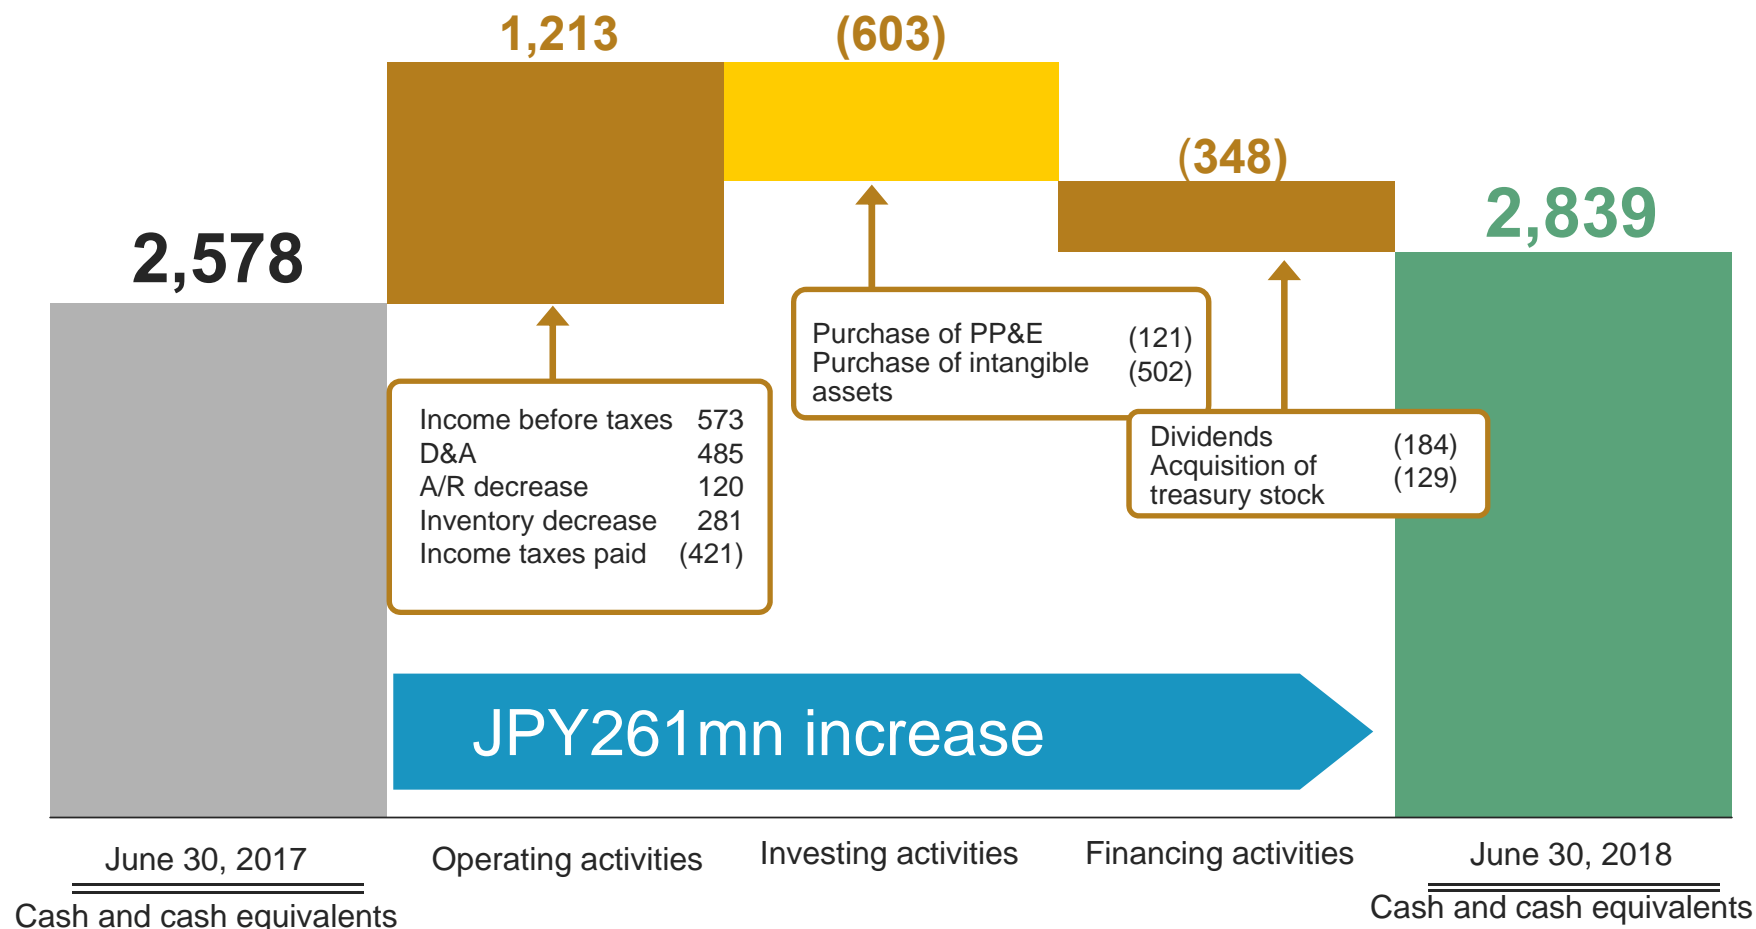 1,213
(603)
(348)
2,578
2,839
Purchase of PP&E (121)
Purchase of intangible (502)
assets
Income before taxes 573
D&A 485
A/R decrease 120
Inventory decrease 281
Income taxes paid (421)
Dividends (184)
Acquisition of (129)
treasury stock
JPY261mn increase
June 30, 2017
Cash and cash equivalents
Operating activities
Investing activities
Financing activities
June 30, 2018
Cash and cash equivalents